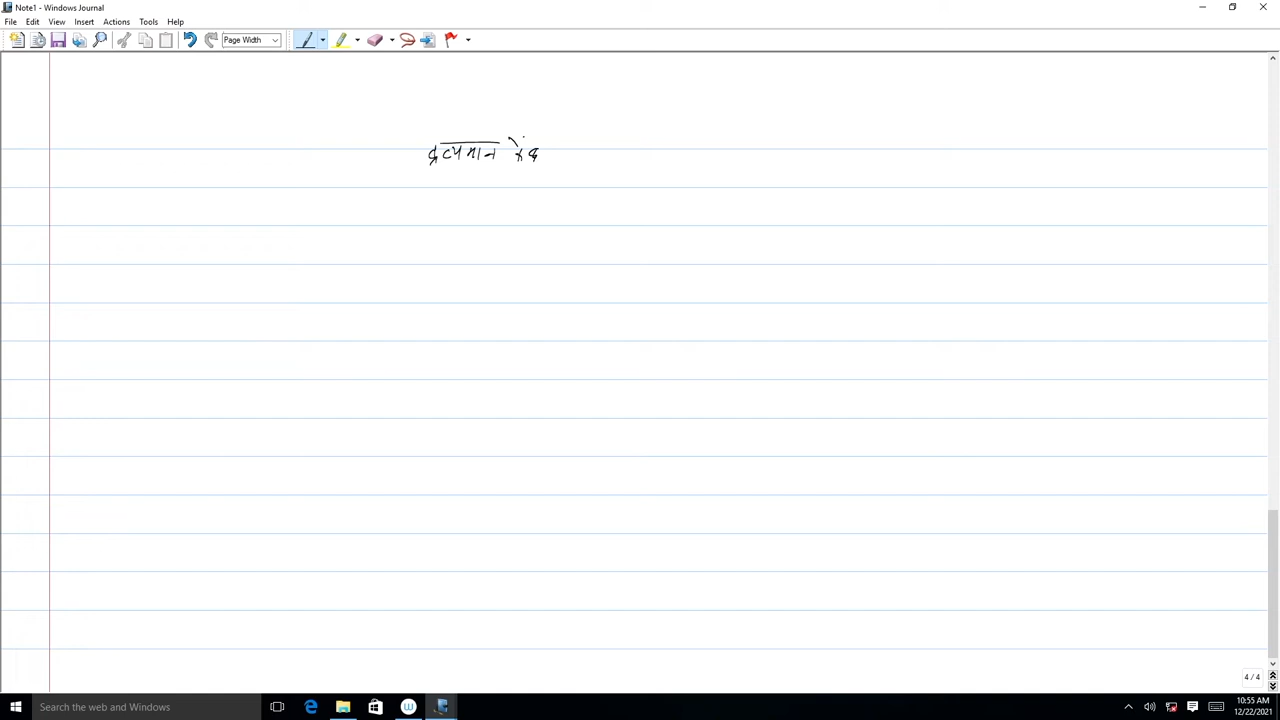 Note1 - Windows Journal
File Edit View Insert Actions Tools Help
Page Width
द्रव्यमान
4 / 4
Search the web and Windows
10:55 AM
12/22/2021